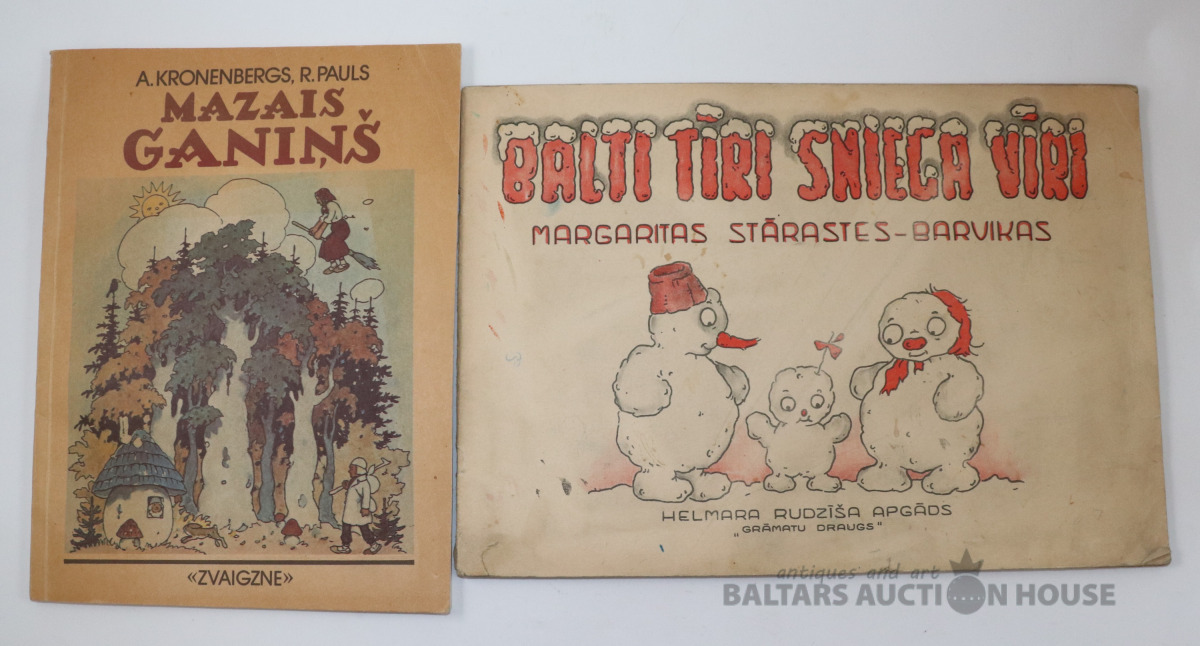 A. KRONENBERGS, R. PAULS
MAZAIS
GANIŅŠ
«ZVAIGZNE»
BALTI TĪRI SNIEGA VĪRI
MARGARITAS STĀRASTES-BARVIKAS
HELMARA RUDZĪŠA APGĀDS
„GRĀMATU DRAUGS"
antiques and art
BALTARS AUCTION HOUSE